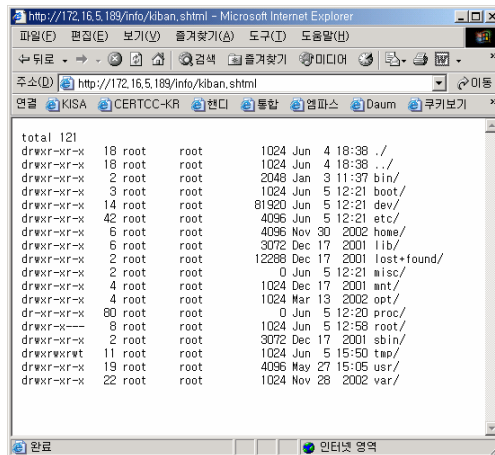 http://172,16,5,189/info/kiban,shtml - Microsoft Internet Explorer
파일(F) 편집(E) 보기(V) 즐겨찾기(A) 도구(T) 도움말(H)
뒤로 검색 즐겨찾기 미디어
주소(D) http://172,16,5,189/info/kiban,shtml 이동
연결 KISA CERTCC-KR 핸디 통합 엠파스 Daum 쿠키보기
total 121
drwxr-xr-x 18 root root 1024 Jun 4 18:38 ./
drwxr-xr-x 18 root root 1024 Jun 4 18:38 ../
drwxr-xr-x 2 root root 2048 Jan 3 11:37 bin/
drwxr-xr-x 3 root root 1024 Jun 5 12:21 boot/
drwxr-xr-x 14 root root 81920 Jun 5 12:21 dev/
drwxr-xr-x 42 root root 4096 Jun 5 12:21 etc/
drwxr-xr-x 6 root root 4096 Nov 30 2002 home/
drwxr-xr-x 6 root root 3072 Dec 17 2001 lib/
drwxr-xr-x 2 root root 12288 Dec 17 2001 lost+found/
drwxr-xr-x 2 root root 0 Jun 5 12:21 misc/
drwxr-xr-x 4 root root 1024 Dec 17 2001 mnt/
drwxr-xr-x 4 root root 1024 Mar 13 2002 opt/
dr-xr-xr-x 80 root root 0 Jun 5 12:20 proc/
drwxr-x--- 8 root root 1024 Jun 5 12:58 root/
drwxr-xr-x 2 root root 3072 Dec 17 2001 sbin/
drwxrwxrwt 11 root root 1024 Jun 5 15:50 tmp/
drwxr-xr-x 19 root root 4096 May 27 15:05 usr/
drwxr-xr-x 22 root root 1024 Nov 28 2002 var/
완료 인터넷 영역